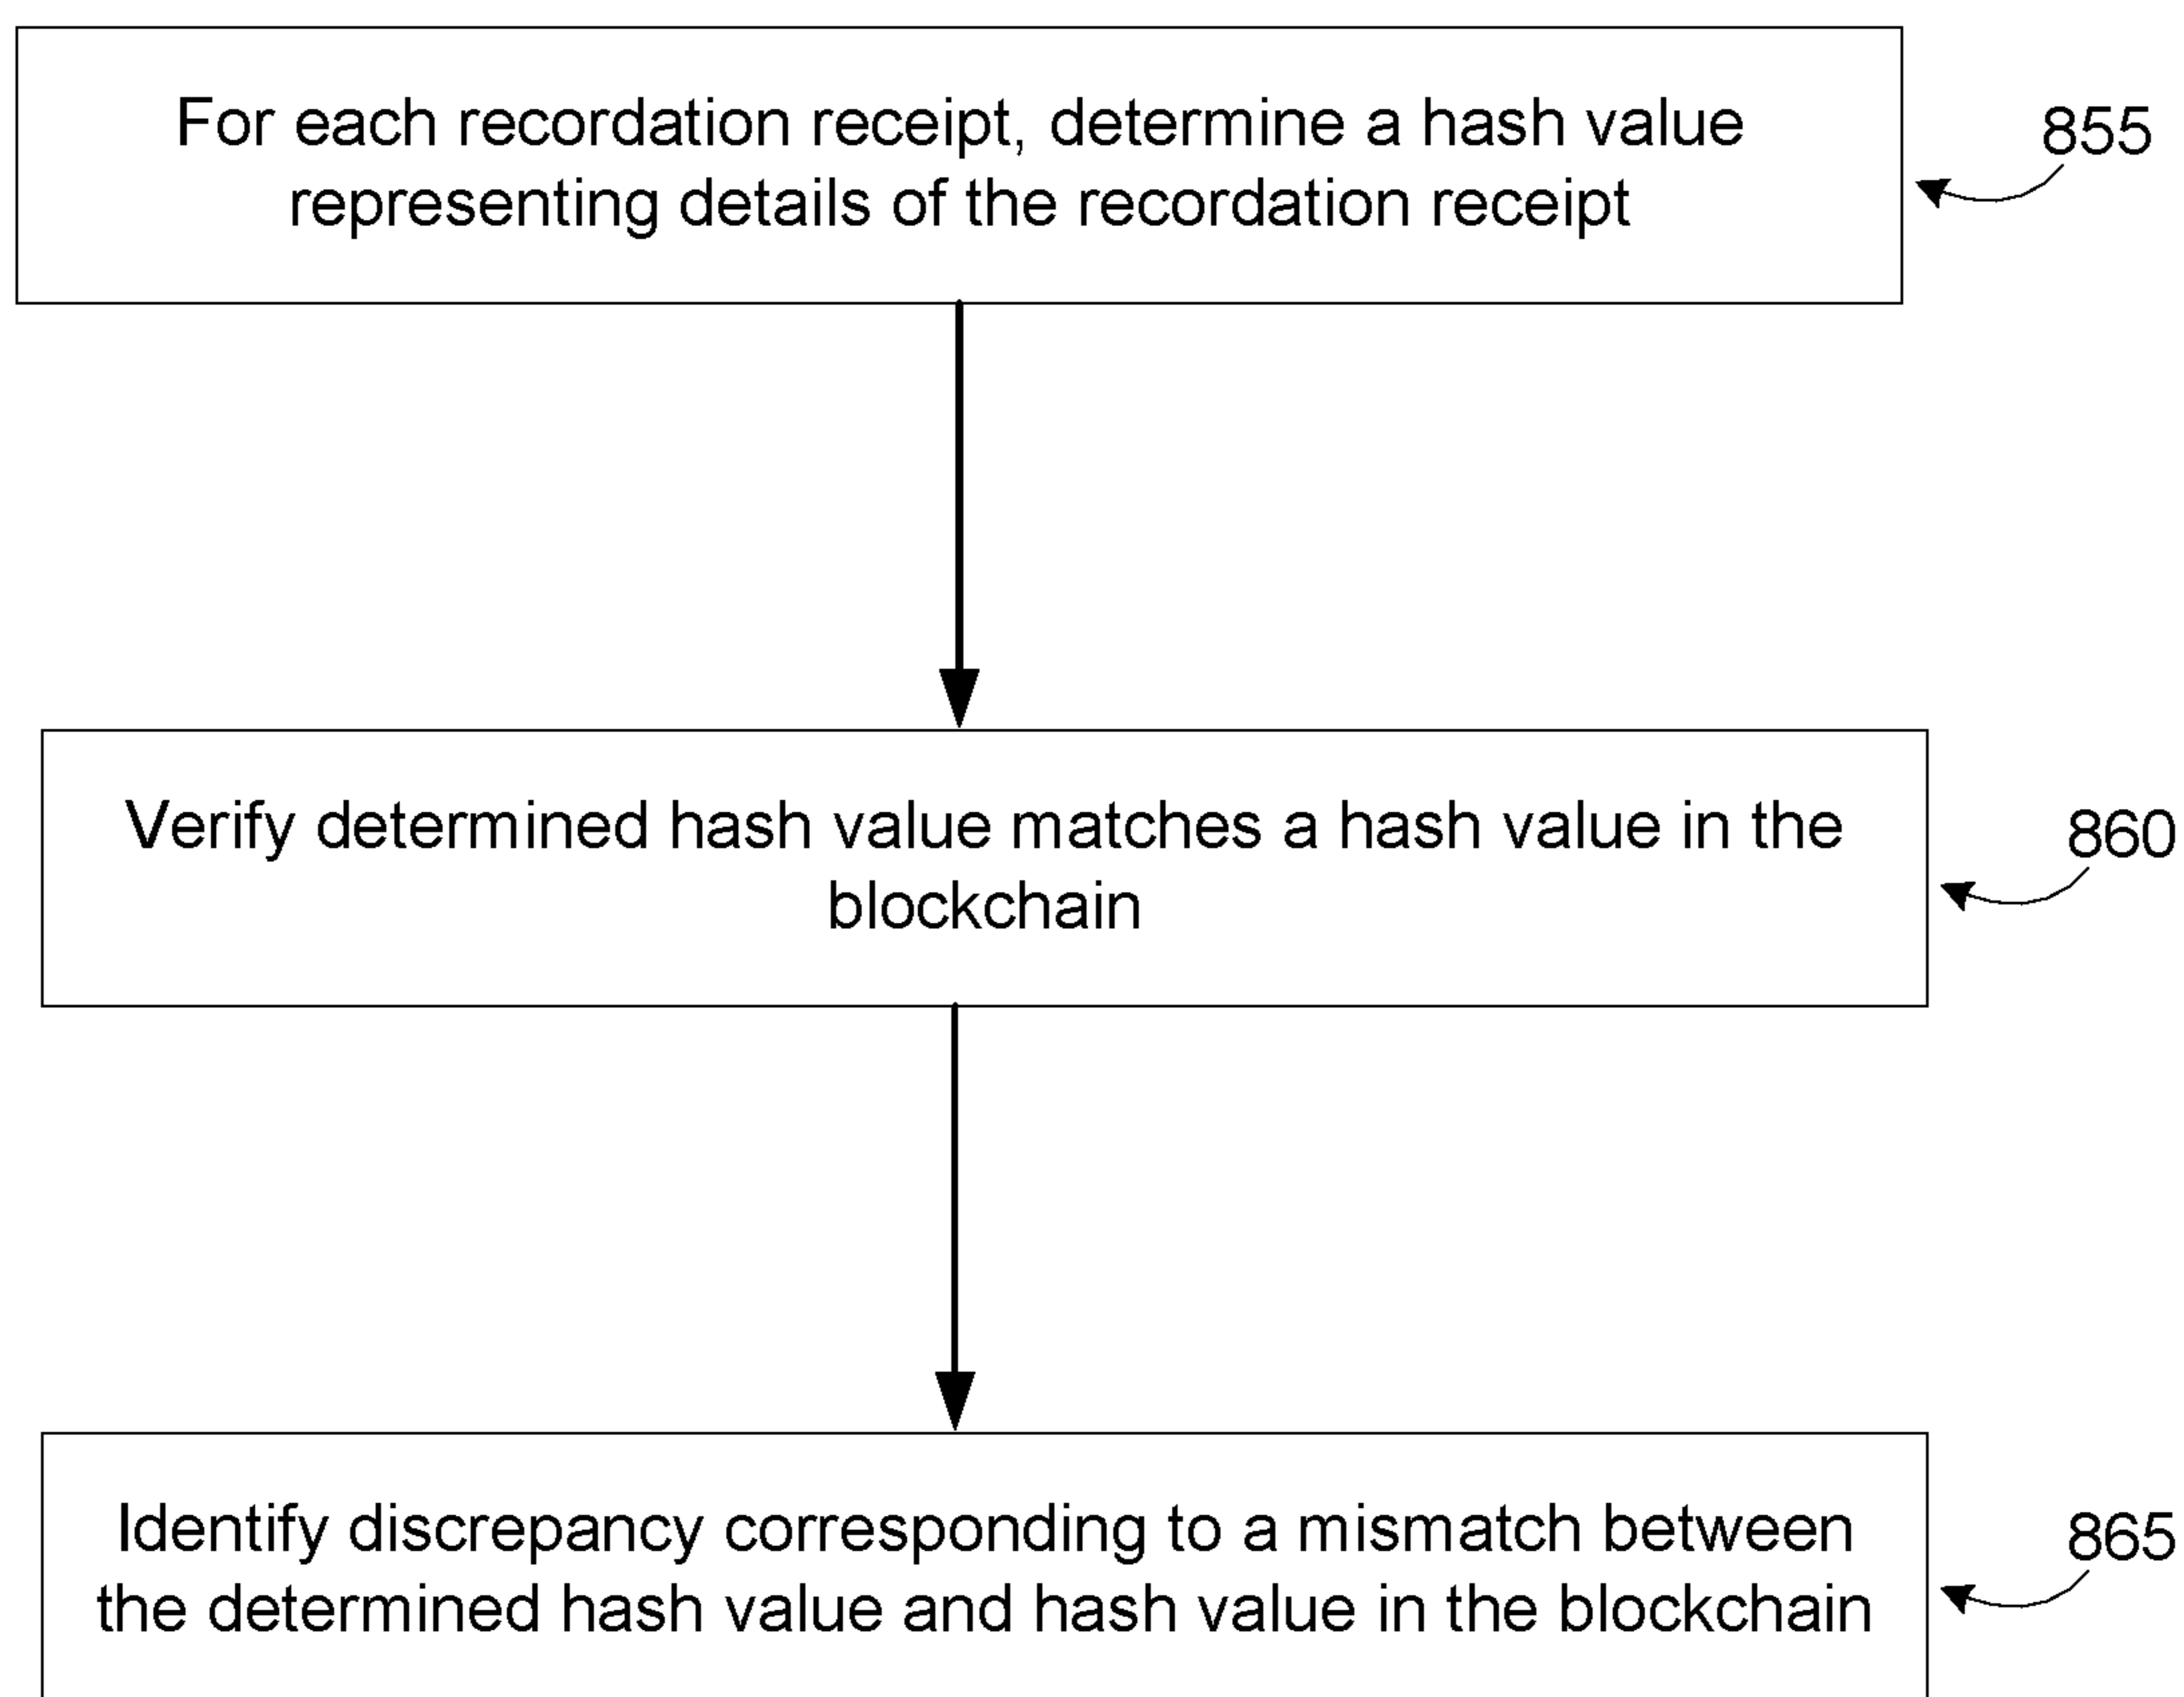 For each recordation receipt, determine a hash value
representing details of the recordation receipt
855
Verify determined hash value matches a hash value in the
blockchain
860
Identify discrepancy corresponding to a mismatch between
the determined hash value and hash value in the blockchain
865